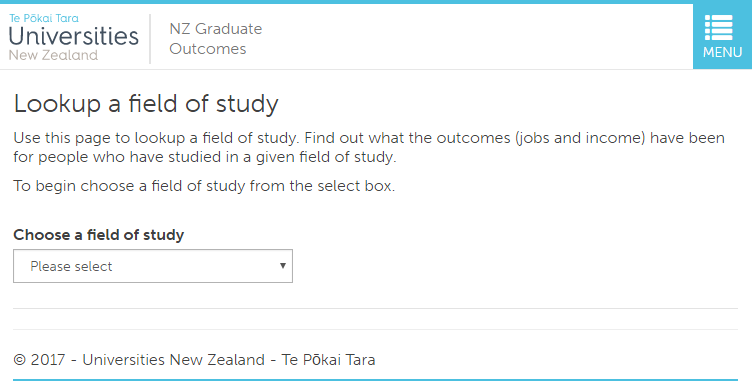 Te Pōkai Tara
Universities
New Zealand
NZ Graduate
Outcomes
MENU
Lookup a field of study
Use this page to lookup a field of study. Find out what the outcomes (jobs and income) have been
for people who have studied in a given field of study.
To begin choose a field of study from the select box.
Choose a field of study
Please select
© 2017 - Universities New Zealand - Te Pōkai Tara